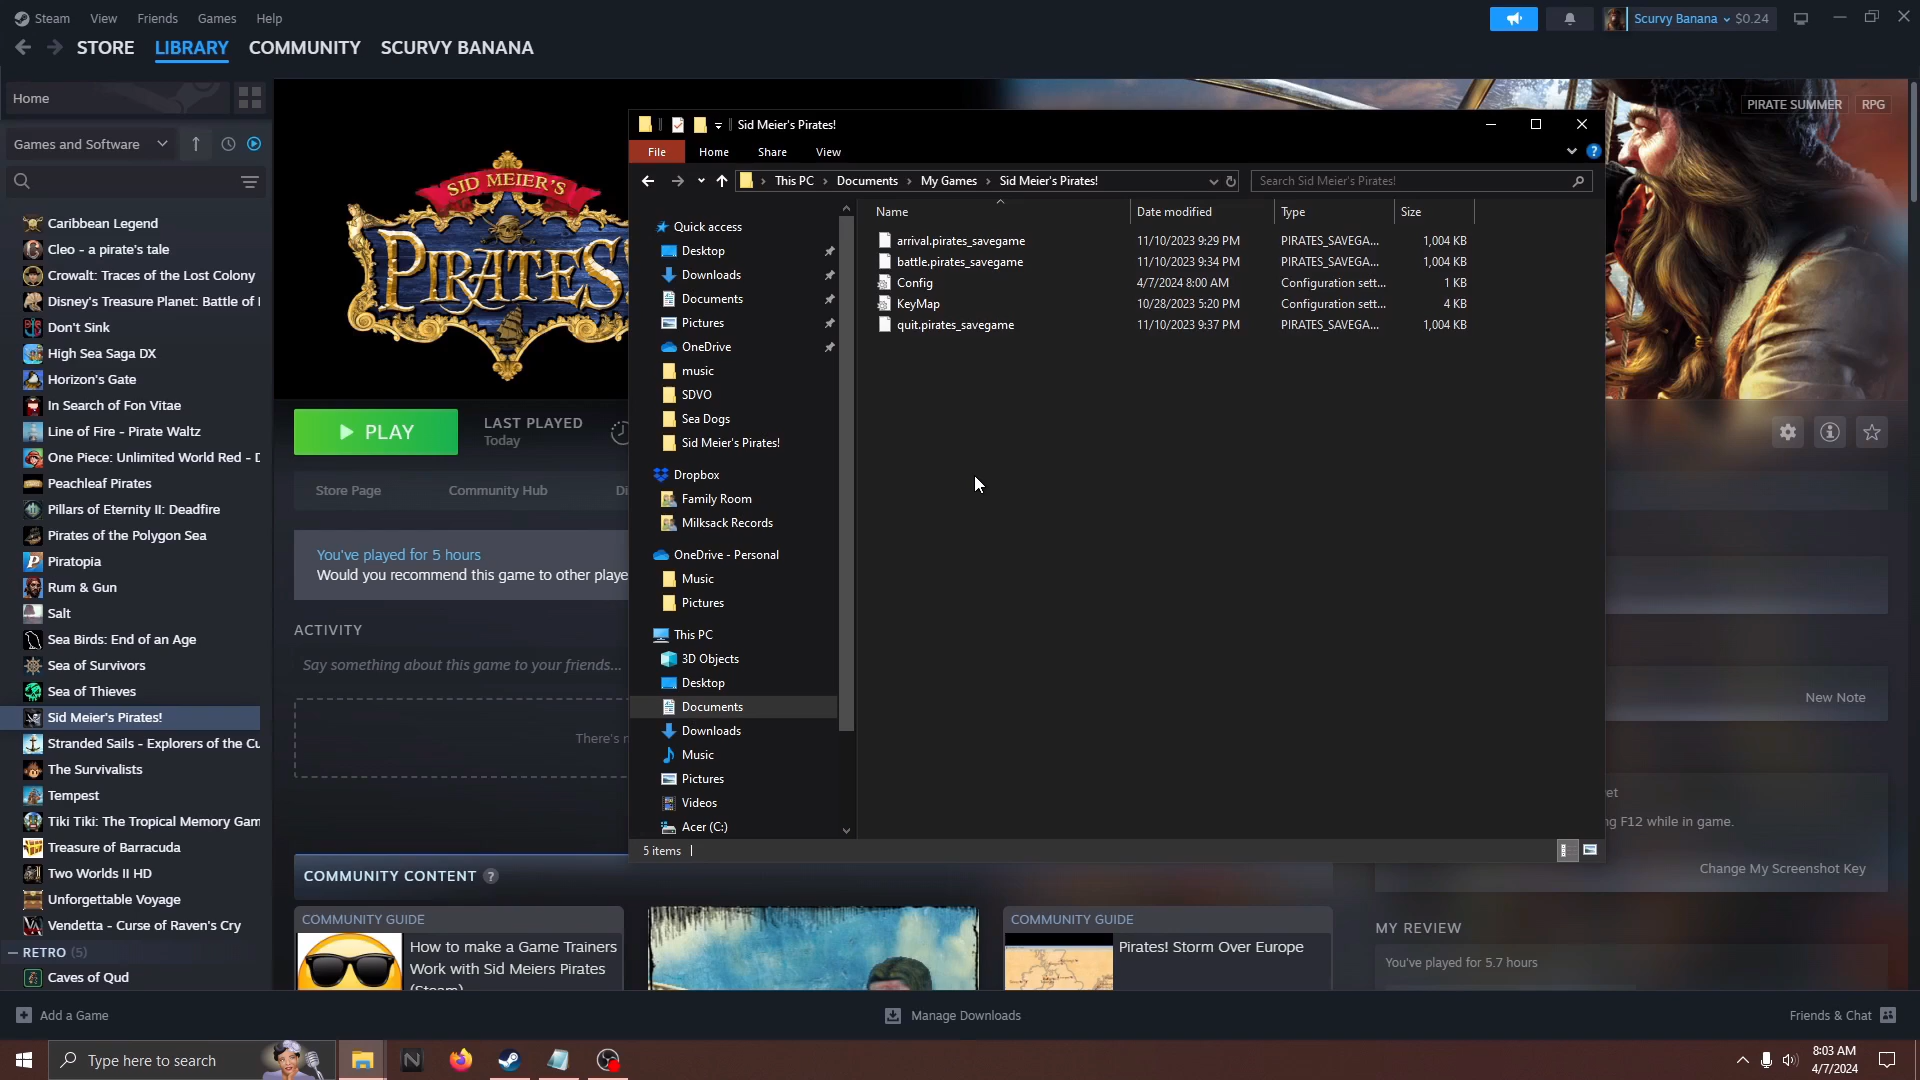 Steam View Friends Games Help
Scurvy Banana $0.24
STORE LIBRARY COMMUNITY SCURVY BANANA
Home
PIRATE SUMMER RPG
Games and Software
Caribbean Legend
Cleo - a pirate's tale
Crowalt: Traces of the Lost Colony
Disney's Treasure Planet: Battle of
Don't Sink
High Sea Saga DX
Horizon's Gate
In Search of Fon Vitae
Line of Fire - Pirate Waltz
One Piece: Unlimited World Red - D
Peachleaf Pirates
Pillars of Eternity II: Deadfire
Pirates of the Polygon Sea
Piratopia
Rum & Gun
Salt
Sea Birds: End of an Age
Sea of Survivors
Sea of Thieves
Sid Meier's Pirates!
Stranded Sails - Explorers of the Cu
The Survivalists
Tempest
Tiki Tiki: The Tropical Memory Gam
Treasure of Barracuda
Two Worlds II HD
Unforgettable Voyage
Vendetta - Curse of Raven's Cry
RETRO (5)
Caves of Qud
Add a Game
SID MEIER'S
PIRATES!
PLAY
LAST PLAYED
Today
Store Page Community Hub Di
You've played for 5 hours
Would you recommend this game to other playe
ACTIVITY
Say something about this game to your friends...
There's n
COMMUNITY CONTENT ?
COMMUNITY GUIDE
How to make a Game Trainers
Work with Sid Meiers Pirates
(Steam)
COMMUNITY GUIDE
Pirates! Storm Over Europe
Sid Meier's Pirates!
File Home Share View
This PC Documents My Games Sid Meier's Pirates!
Search Sid Meier's Pirates!
Quick access
Desktop
Downloads
Documents
Pictures
OneDrive
music
SDVO
Sea Dogs
Sid Meier's Pirates!
Dropbox
Family Room
Milksack Records
OneDrive - Personal
Music
Pictures
This PC
3D Objects
Desktop
Documents
Downloads
Music
Pictures
Videos
Acer (C:)
Name Date modified Type Size
arrival.pirates_savegame 11/10/2023 9:29 PM PIRATES_SAVEGA... 1,004 KB
battle.pirates_savegame 11/10/2023 9:34 PM PIRATES_SAVEGA... 1,004 KB
Config 4/7/2024 8:00 AM Configuration sett... 1 KB
KeyMap 10/28/2023 5:20 PM Configuration sett... 4 KB
quit.pirates_savegame 11/10/2023 9:37 PM PIRATES_SAVEGA... 1,004 KB
5 items
New Note
et
ng F12 while in game.
Change My Screenshot Key
MY REVIEW
You've played for 5.7 hours
Manage Downloads
Friends & Chat
Type here to search
8:03 AM
4/7/2024